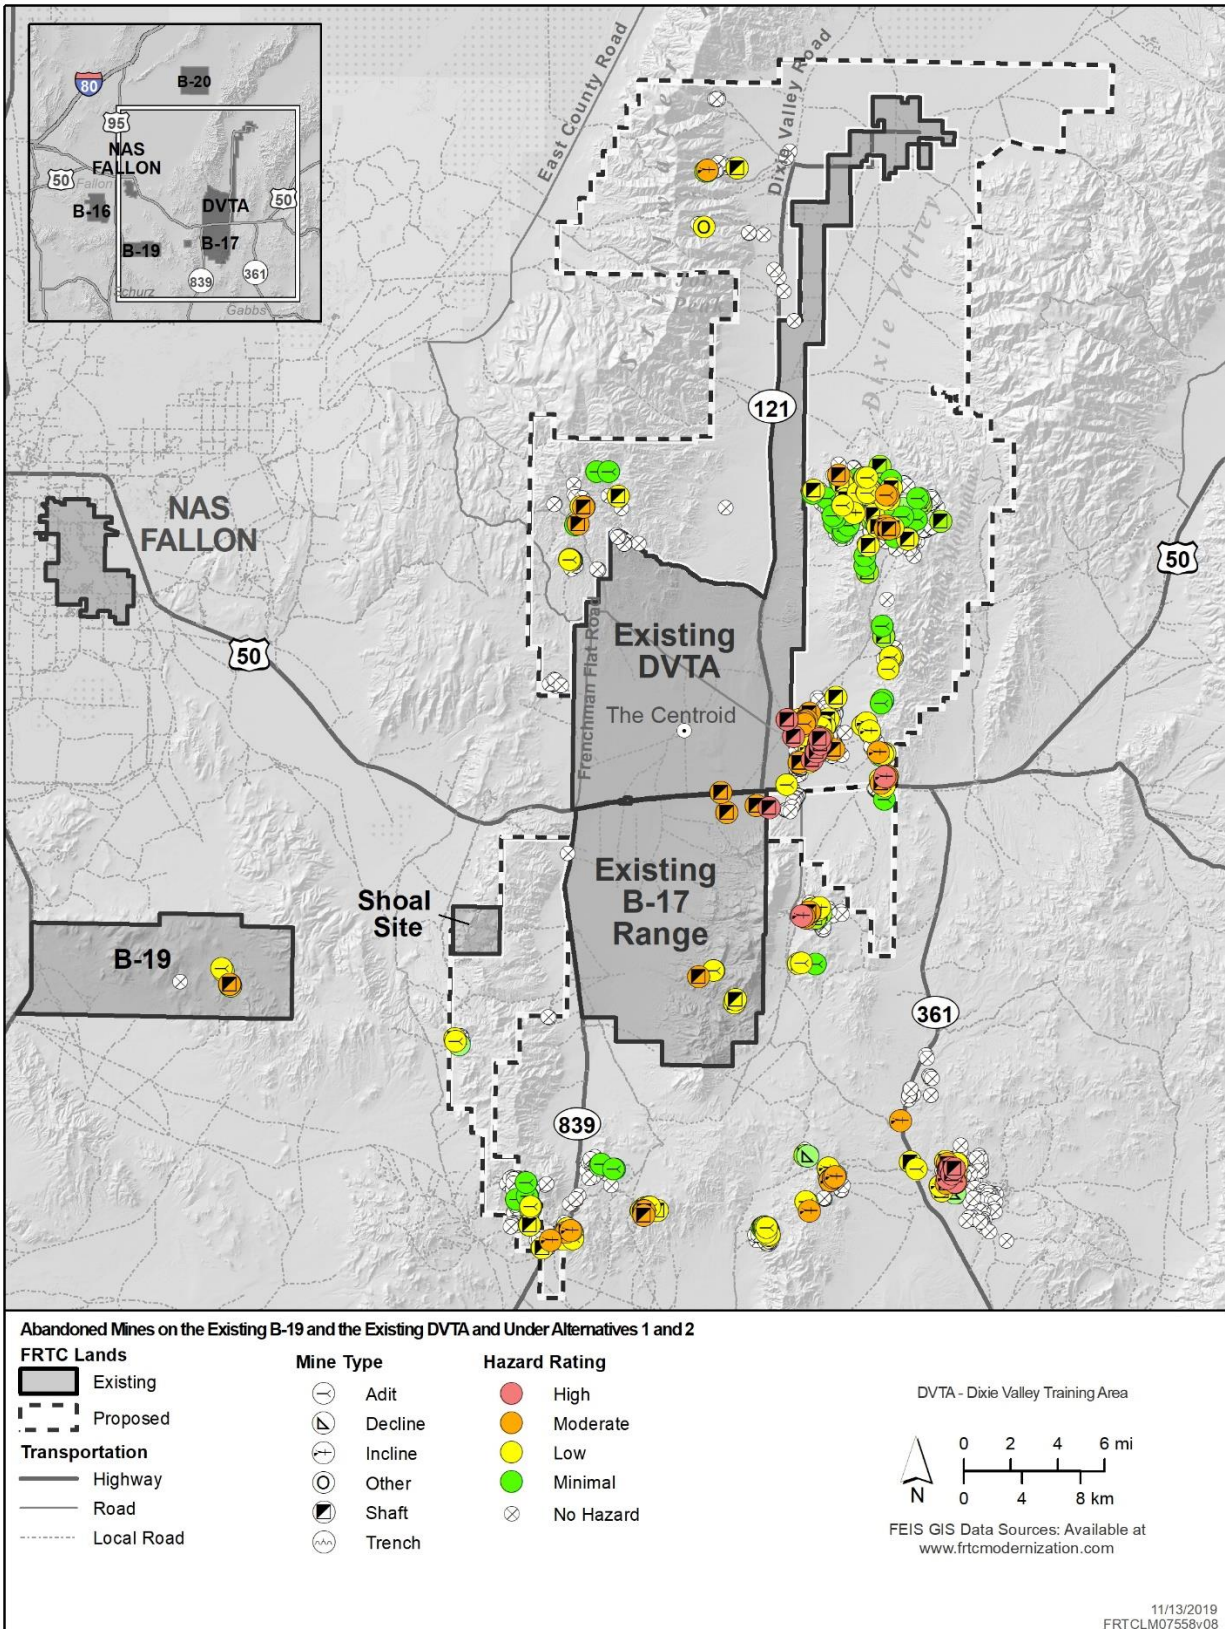 80
B-20
95
NAS
FALLON
50
Fallon
B-16
DVTA
50
B-19
B-17
839
361
Schurz
Gabbs
East County Road
Dixie Valley Road
Dixie Valley
121
NAS
FALLON
50
50
Existing
DVTA
The Centroid
Frenchman Flat Road
Existing
B-17
Range
Shoal
Site
B-19
361
839
Abandoned Mines on the Existing B-19 and the Existing DVTA and Under Alternatives 1 and 2
FRTC Lands
Existing
Proposed
Transportation
Highway
Road
Local Road
Mine Type
Adit
Decline
Incline
Other
Shaft
Trench
Hazard Rating
High
Moderate
Low
Minimal
No Hazard
DVTA - Dixie Valley Training Area
N
0 2 4 6 mi
0 4 8 km
FEIS GIS Data Sources: Available at
www.frtcmodernization.com
11/13/2019
FRTCLM07558v08